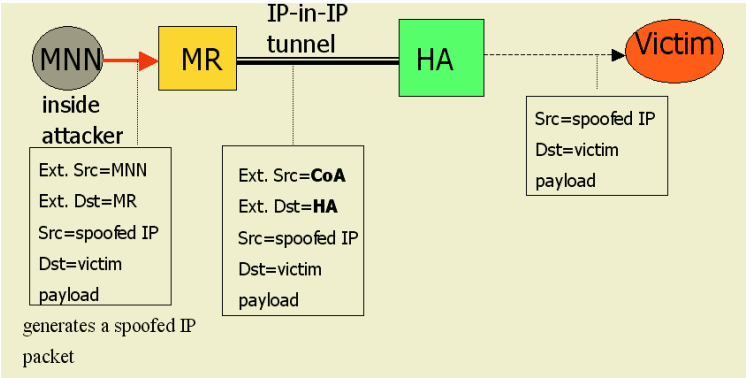 IP-in-IP
tunnel
MNN
MR
HA
Victim
inside
attacker
Ext. Src=MNN
Ext. Dst=MR
Src=spoofed IP
Dst=victim
payload
Ext. Src=CoA
Ext. Dst=HA
Src=spoofed IP
Dst=victim
payload
Src=spoofed IP
Dst=victim
payload
generates a spoofed IP
packet